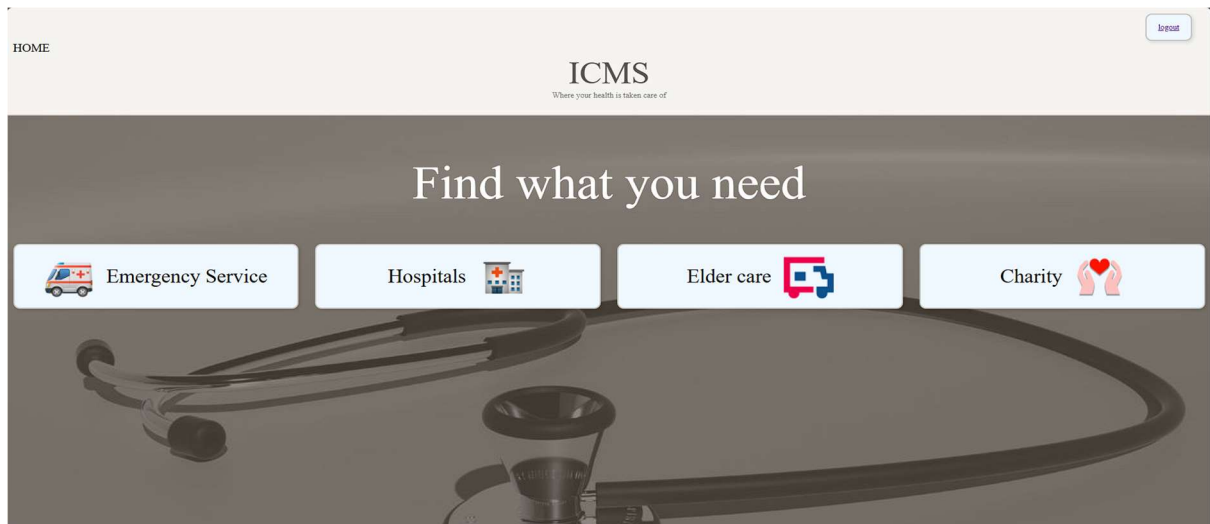 logout
HOME
ICMS
Where your health is taken care of
Find what you need
Emergency Service
Hospitals
Elder care
Charity